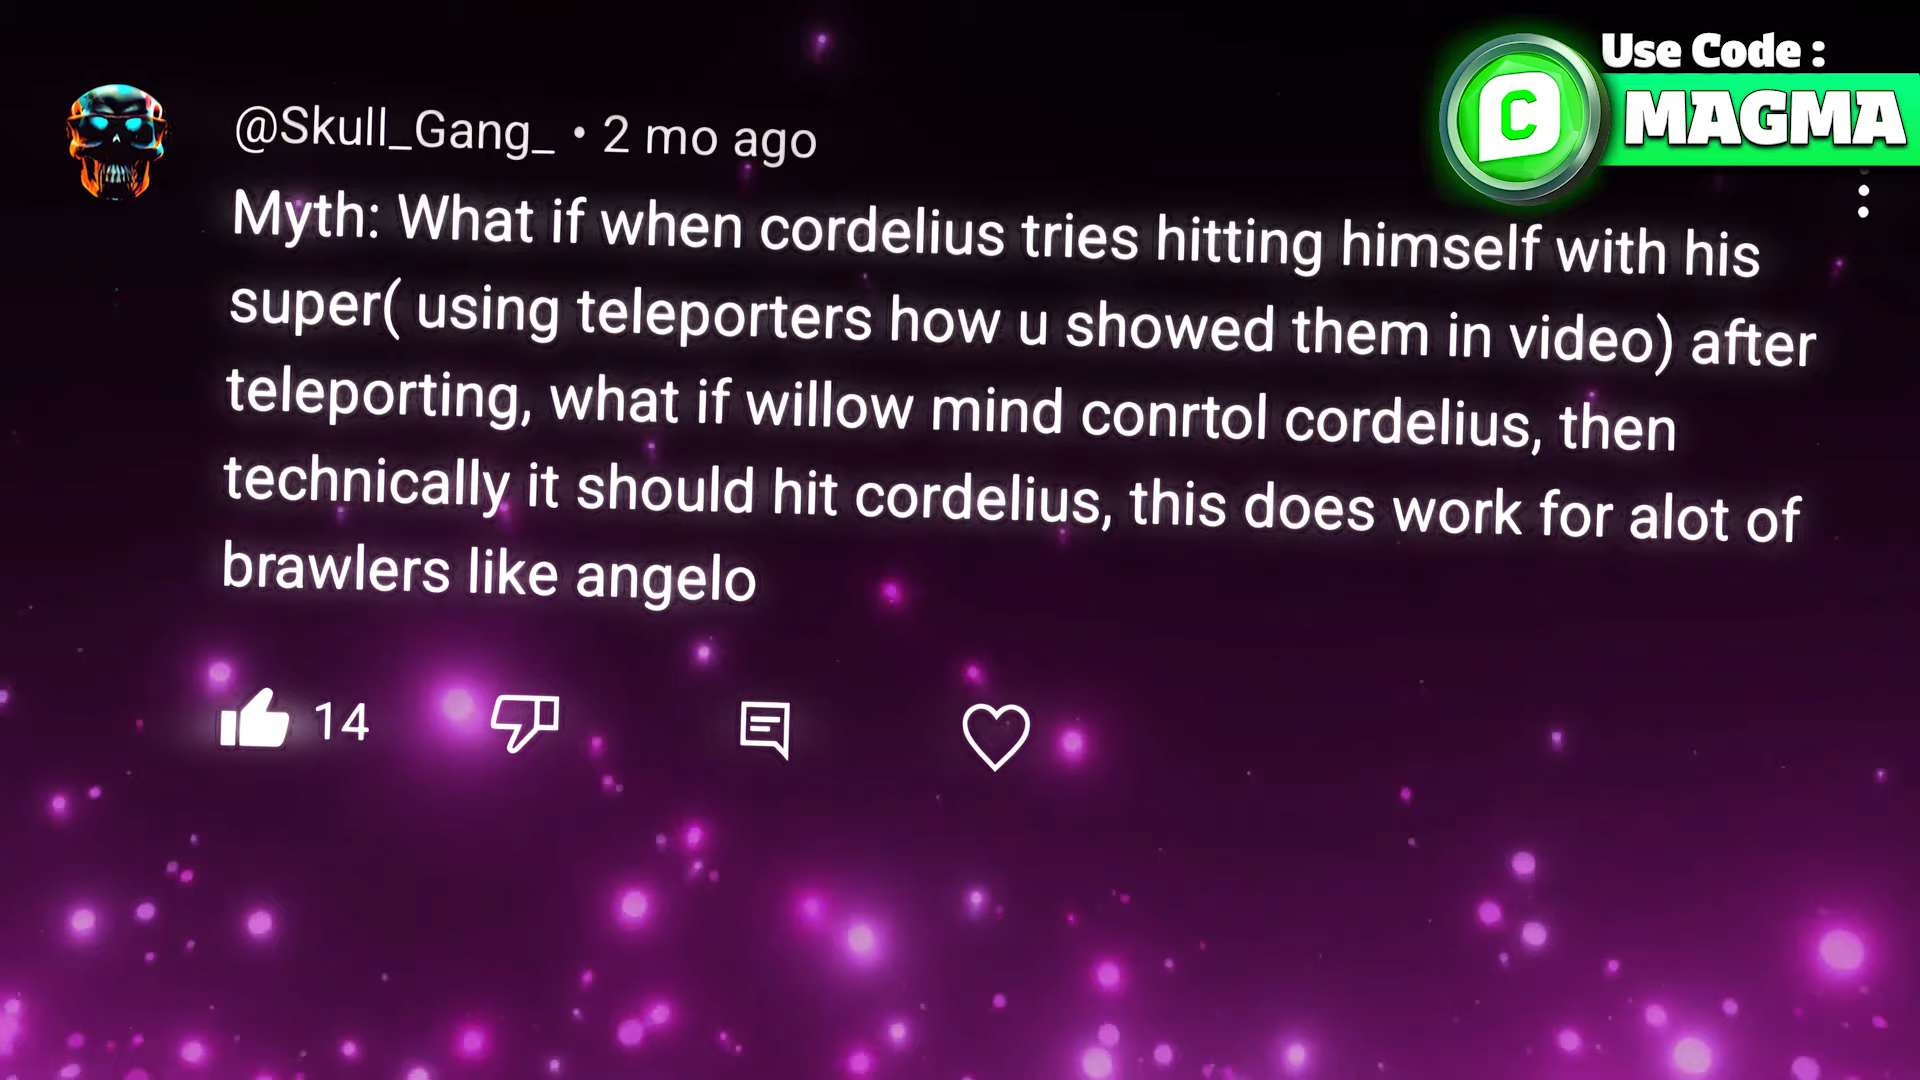 Use Code :
C
MAGMA
@Skull_Gang_ • 2 mo ago
Myth: What if when cordelius tries hitting himself with his
super( using teleporters how u showed them in video) after
teleporting, what if willow mind conrtol cordelius, then
technically it should hit cordelius, this does work for alot of
brawlers like angelo
14